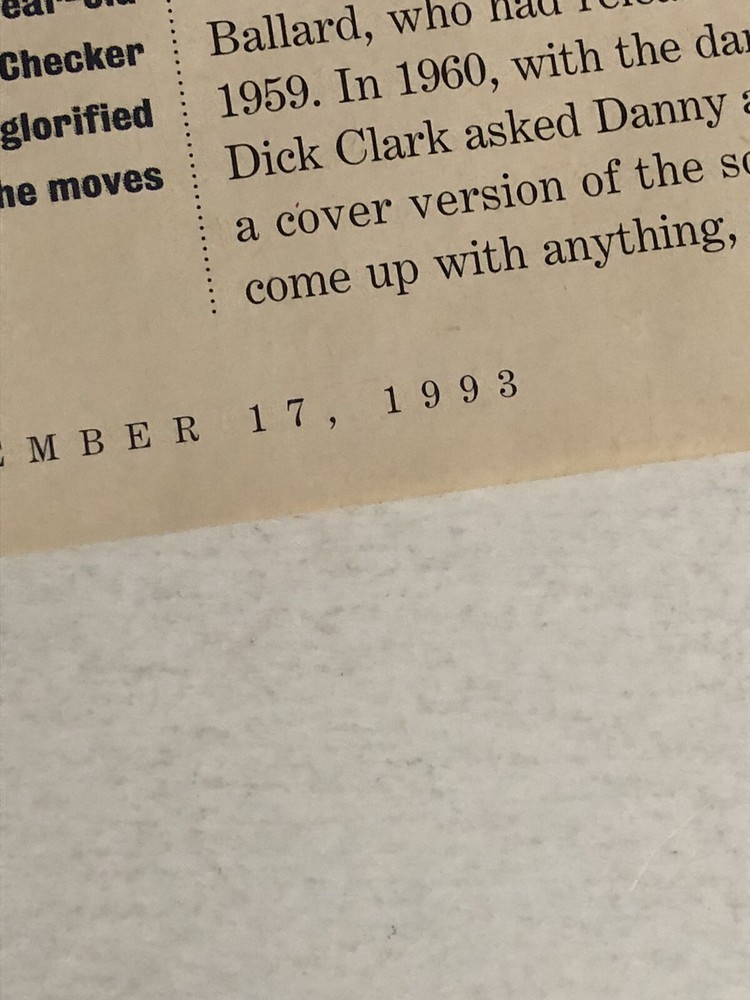 Checker
glorified
he moves
Ballard, who had
1959. In 1960, with the
Dick Clark asked Danny
a cover version of the
come up with anything,
EMBER 17, 1993